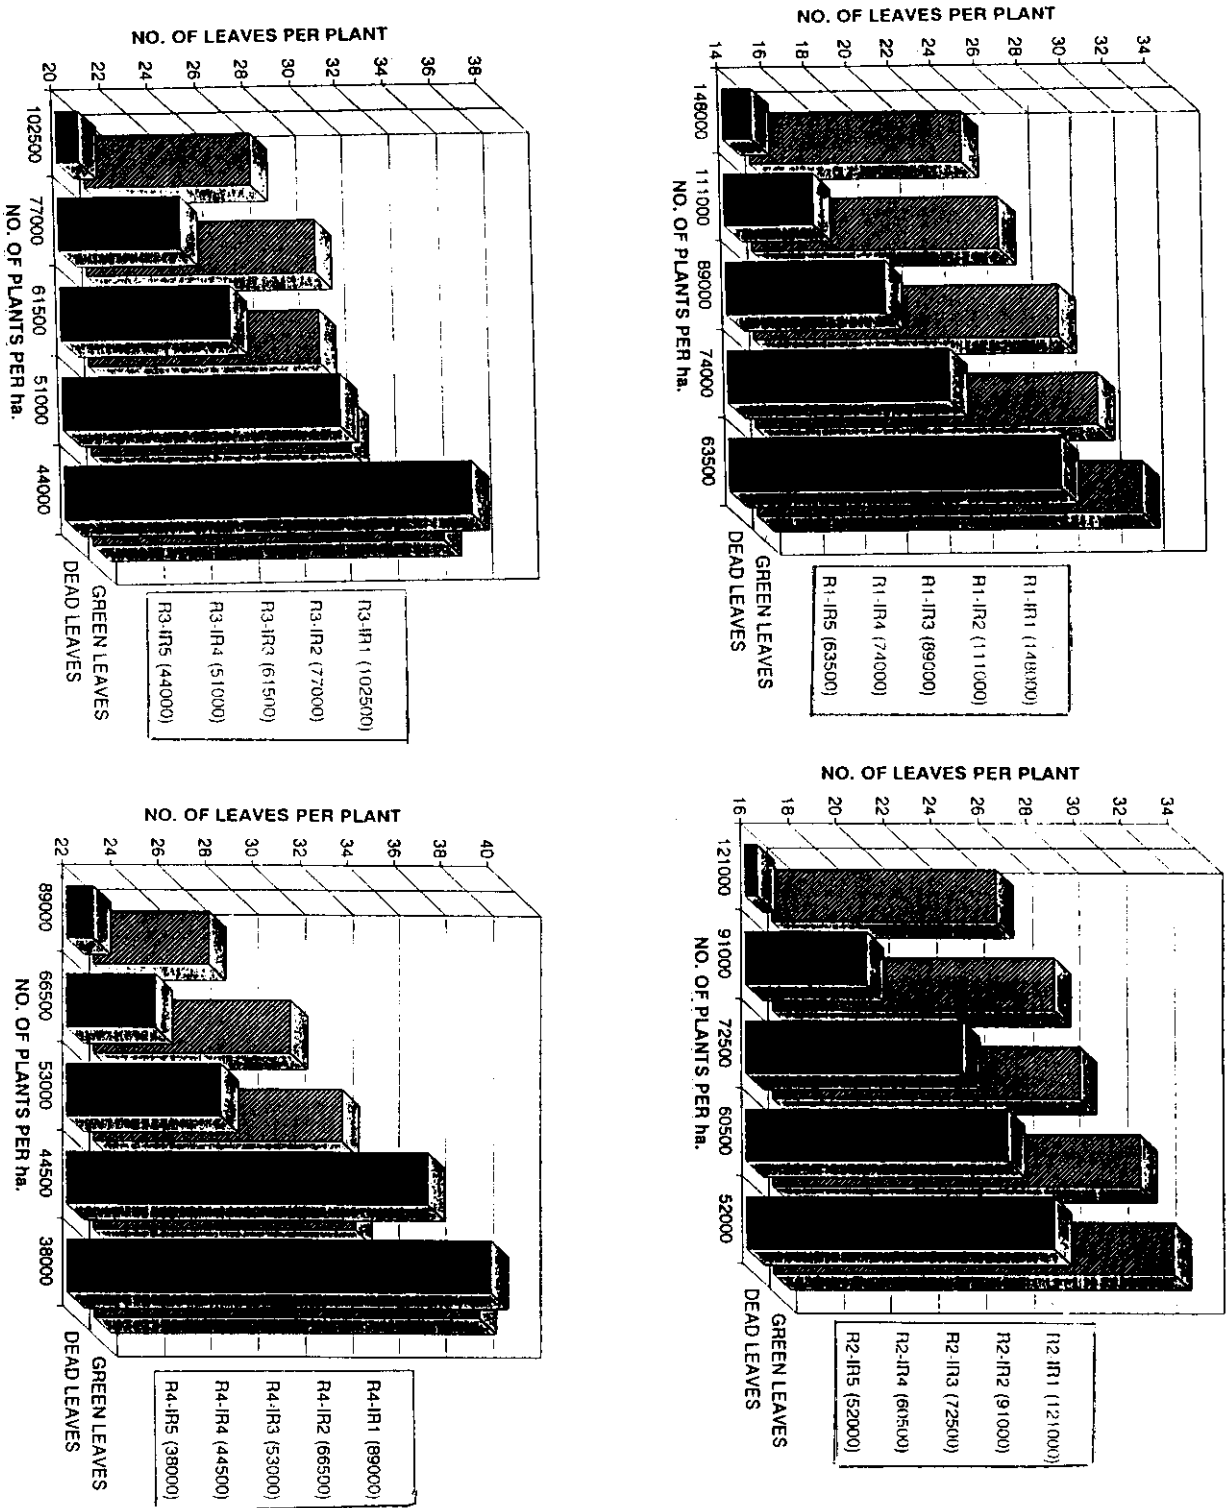 NO. OF LEAVES PER PLANT
34
32
30
28
26
24
22
20
18
16
14
148000
111000
89000
74000
63500
NO. OF PLANTS PER ha.
GREEN LEAVES
DEAD LEAVES
R1-IR1 (148000)
R1-IR2 (111000)
R1-IR3 (89000)
R1-IR4 (74000)
R1-IR5 (63500)
NO. OF LEAVES PER PLANT
34
32
30
28
26
24
22
20
18
16
121000
91000
72500
60500
52000
NO. OF PLANTS PER ha.
GREEN LEAVES
DEAD LEAVES
R2-IR1 (121000)
R2-IR2 (91000)
R2-IR3 (72500)
R2-IR4 (60500)
R2-IR5 (52000)
NO. OF LEAVES PER PLANT
38
36
34
32
30
28
26
24
22
20
102500
77000
61500
51000
44000
NO. OF PLANTS PER ha.
GREEN LEAVES
DEAD LEAVES
R3-IR1 (102500)
R3-IR2 (77000)
R3-IR3 (61500)
R3-IR4 (51000)
R3-IR5 (44000)
NO. OF LEAVES PER PLANT
40
38
36
34
32
30
28
26
24
22
89000
66500
53000
44500
38000
NO. OF PLANTS PER ha.
GREEN LEAVES
DEAD LEAVES
R4-IR1 (89000)
R4-IR2 (66500)
R4-IR3 (53000)
R4-IR4 (44500)
R4-IR5 (38000)